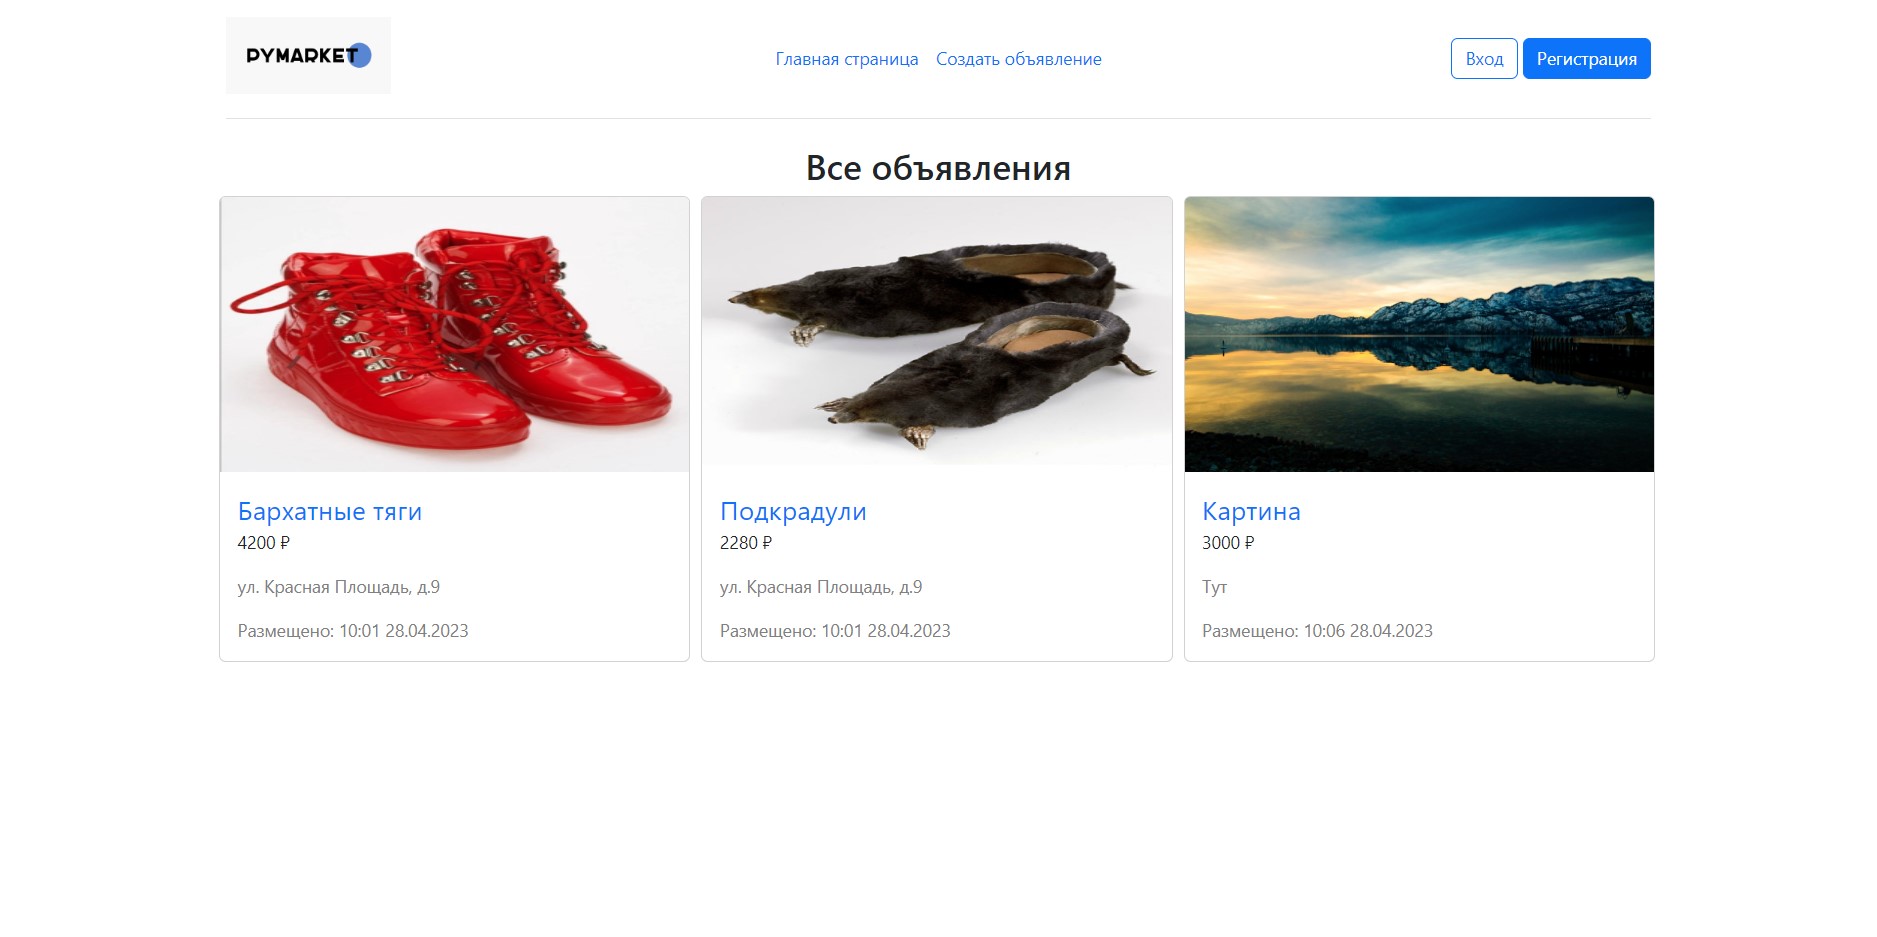 PYMARKET
Главная страница
Создать объявление
Вход
Регистрация
Все объявления
Бархатные тяги
4200 ₽
ул. Красная Площадь, д.9
Размещено: 10:01 28.04.2023
Подкрадули
2280 ₽
ул. Красная Площадь, д.9
Размещено: 10:01 28.04.2023
Картина
3000 ₽
Тут
Размещено: 10:06 28.04.2023